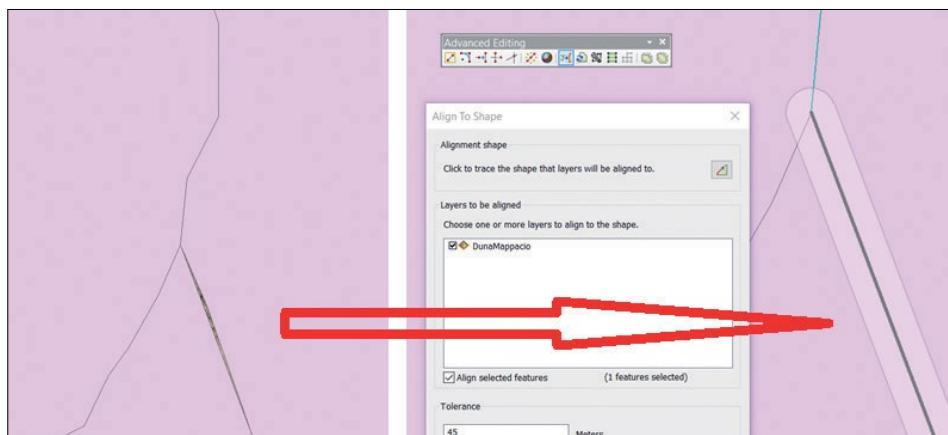 Advanced Editing
Align To Shape
Alignment shape
Click to trace the shape that layers will be aligned to.
Layers to be aligned
Choose one or more layers to align to the shape.
DunaMappacio
Align selected features (1 features selected)
Tolerance
45 Meters